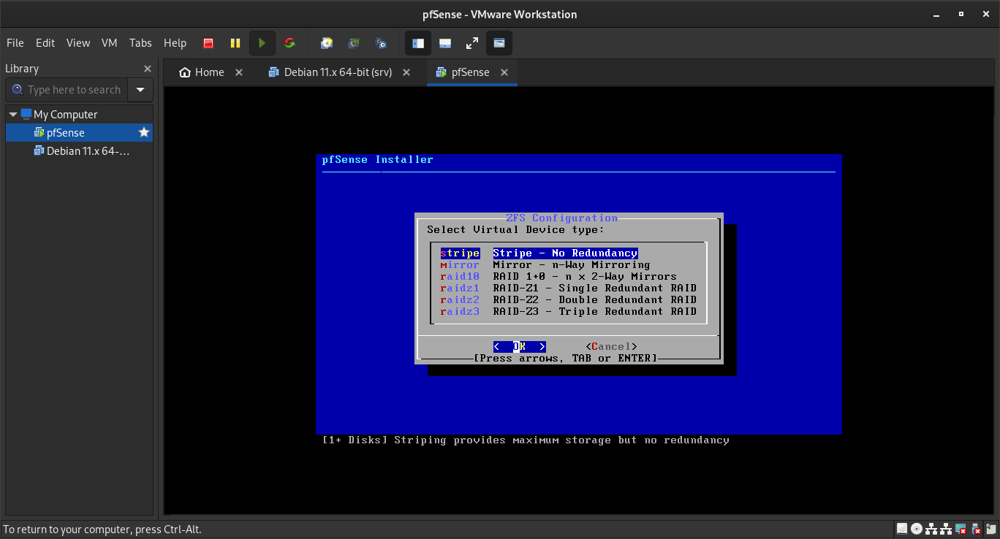 pfSense - VMware Workstation
File Edit View VM Tabs Help
Library
Home
Debian 11.x 64-bit (srv)
pfSense
Type here to search
My Computer
pfSense
Debian 11.x 64-...
pfSense Installer
ZFS Configuration
Select Virtual Device type:
stripe Stripe - No Redundancy
mirror Mirror - n-Way Mirroring
raid10 RAID 1+0 - n x 2-Way Mirrors
raidz1 RAID-Z1 - Single Redundant RAID
raidz2 RAID-Z2 - Double Redundant RAID
raidz3 RAID-Z3 - Triple Redundant RAID
< OK > <Cancel>
[Press arrows, TAB or ENTER]
[1+ Disks] Striping provides maximum storage but no redundancy
To return to your computer, press Ctrl-Alt.